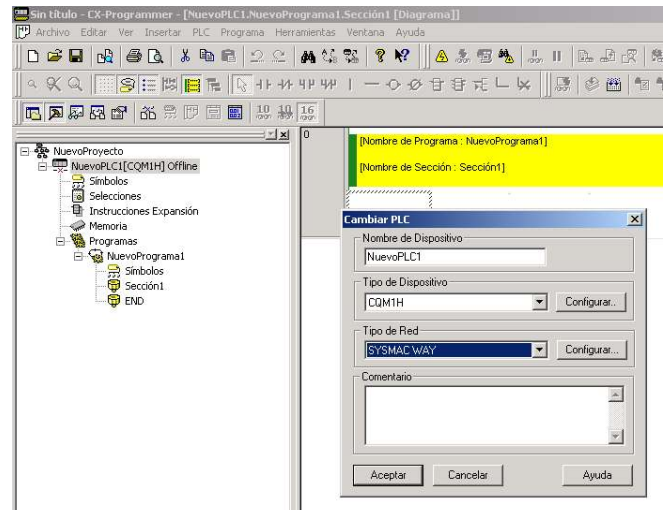 Sin título - CX-Programmer - [NuevoPLC1.NuevoPrograma1.Sección1 [Diagrama]]
Archivo Editar Ver Insertar PLC Programa Herramientas Ventana Ayuda
10 10 16
NuevoProyecto
NuevoPLC1[CQM1H] Offline
Símbolos
Selecciones
Instrucciones Expansión
Memoria
Programas
NuevoPrograma1
Símbolos
Sección1
END
0
[Nombre de Programa : NuevoPrograma1]
[Nombre de Sección : Sección1]
Cambiar PLC
Nombre de Dispositivo
NuevoPLC1
Tipo de Dispositivo
CQM1H
Configurar..
Tipo de Red
SYSMAC WAY
Configurar...
Comentario
Aceptar Cancelar Ayuda